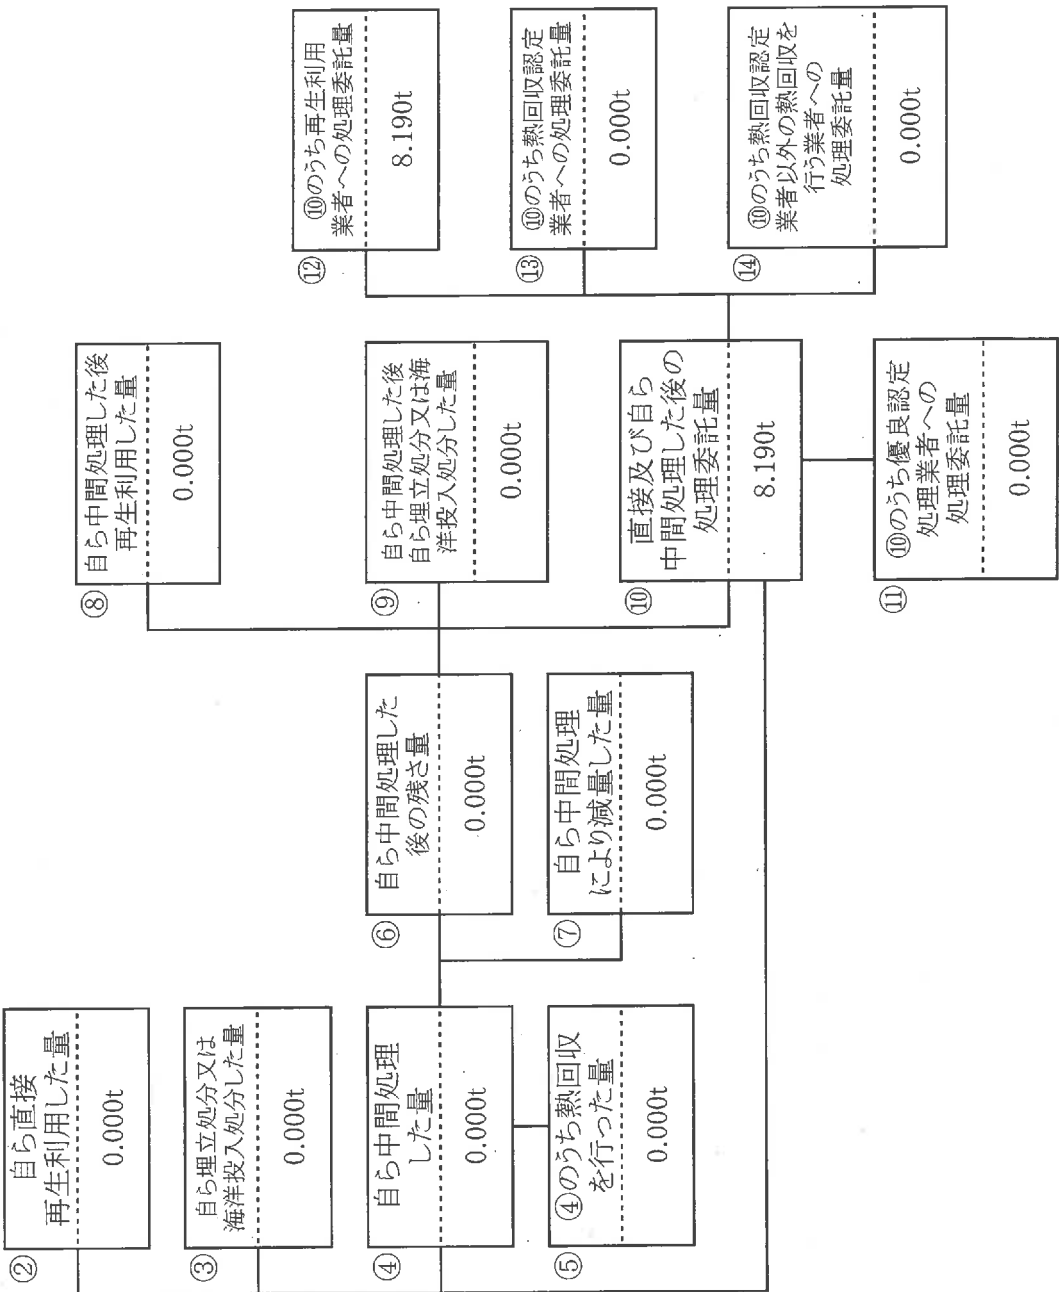 ②
自ら直接
再生利用した量
0.000t
③
自ら埋立処分又は
海洋投入処分した量
0.000t
④
自ら中間処理
した量
0.000t
⑤
④のうち熱回収
を行った量
0.000t
⑥
自ら中間処理した
後の残さ量
0.000t
⑦
自ら中間処理
により減量した量
0.000t
⑧
自ら中間処理した後
再生利用した量
0.000t
⑨
自ら中間処理した後
自ら埋立処分又は海
洋投入処分した量
0.000t
⑩
直接及び自ら
中間処理した後の
処理委託量
8.190t
⑪
⑩のうち優良認定
処理業者への
処理委託量
0.000t
⑫
⑩のうち再生利用
業者への処理委託量
8.190t
⑬
⑩のうち熱回収認定
業者への処理委託量
0.000t
⑭
⑩のうち熱回収認定
業者以外の熱回収を
行う業者への
処理委託量
0.000t